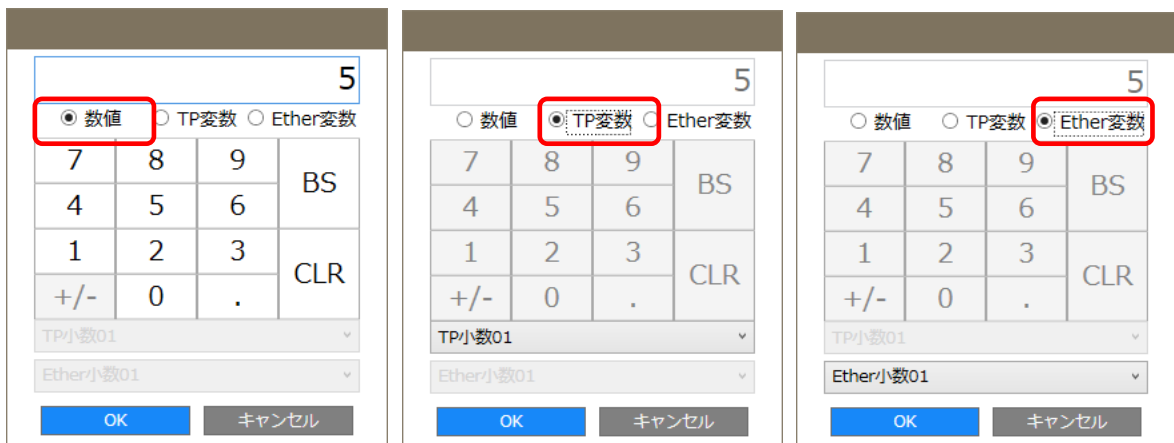 5
数値 TP変数 Ether変数
7 8 9 BS
4 5 6
1 2 3 CLR
+/- 0 .
TP小数01
Ether小数01
OK キャンセル
5
数値 TP変数 Ether変数
7 8 9 BS
4 5 6
1 2 3 CLR
+/- 0 .
TP小数01
Ether小数01
OK キャンセル
5
数値 TP変数 Ether変数
7 8 9 BS
4 5 6
1 2 3 CLR
+/- 0 .
TP小数01
Ether小数01
OK キャンセル